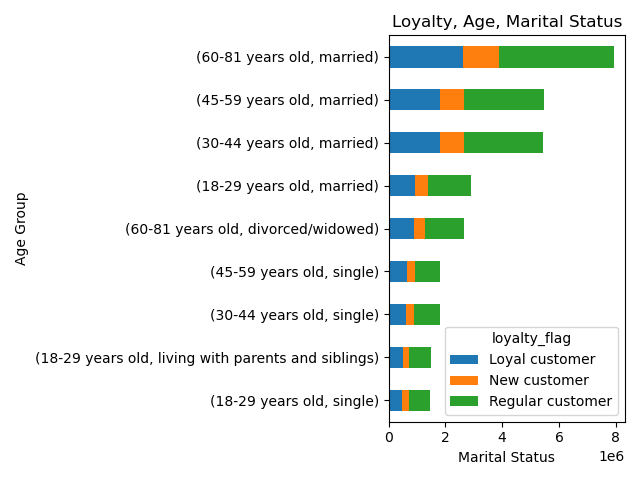 Loyalty, Age, Marital Status
(60-81 years old, married)
(45-59 years old, married)
(30-44 years old, married)
(18-29 years old, married)
(60-81 years old, divorced/widowed)
(45-59 years old, single)
(30-44 years old, single)
(18-29 years old, living with parents and siblings)
(18-29 years old, single)
Age Group
loyalty_flag
Loyal customer
New customer
Regular customer
0 2 4 6 8
1e6
Marital Status